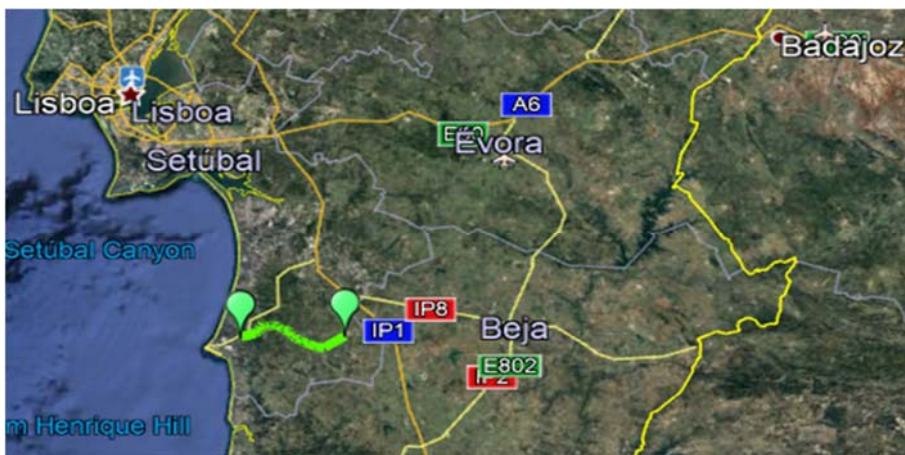 Badajoz
Lisboa
Lisboa
A6
Évora
Setúbal
Setúbal Canyon
IP8
IP1
Beja
E802
m Henrique Hill